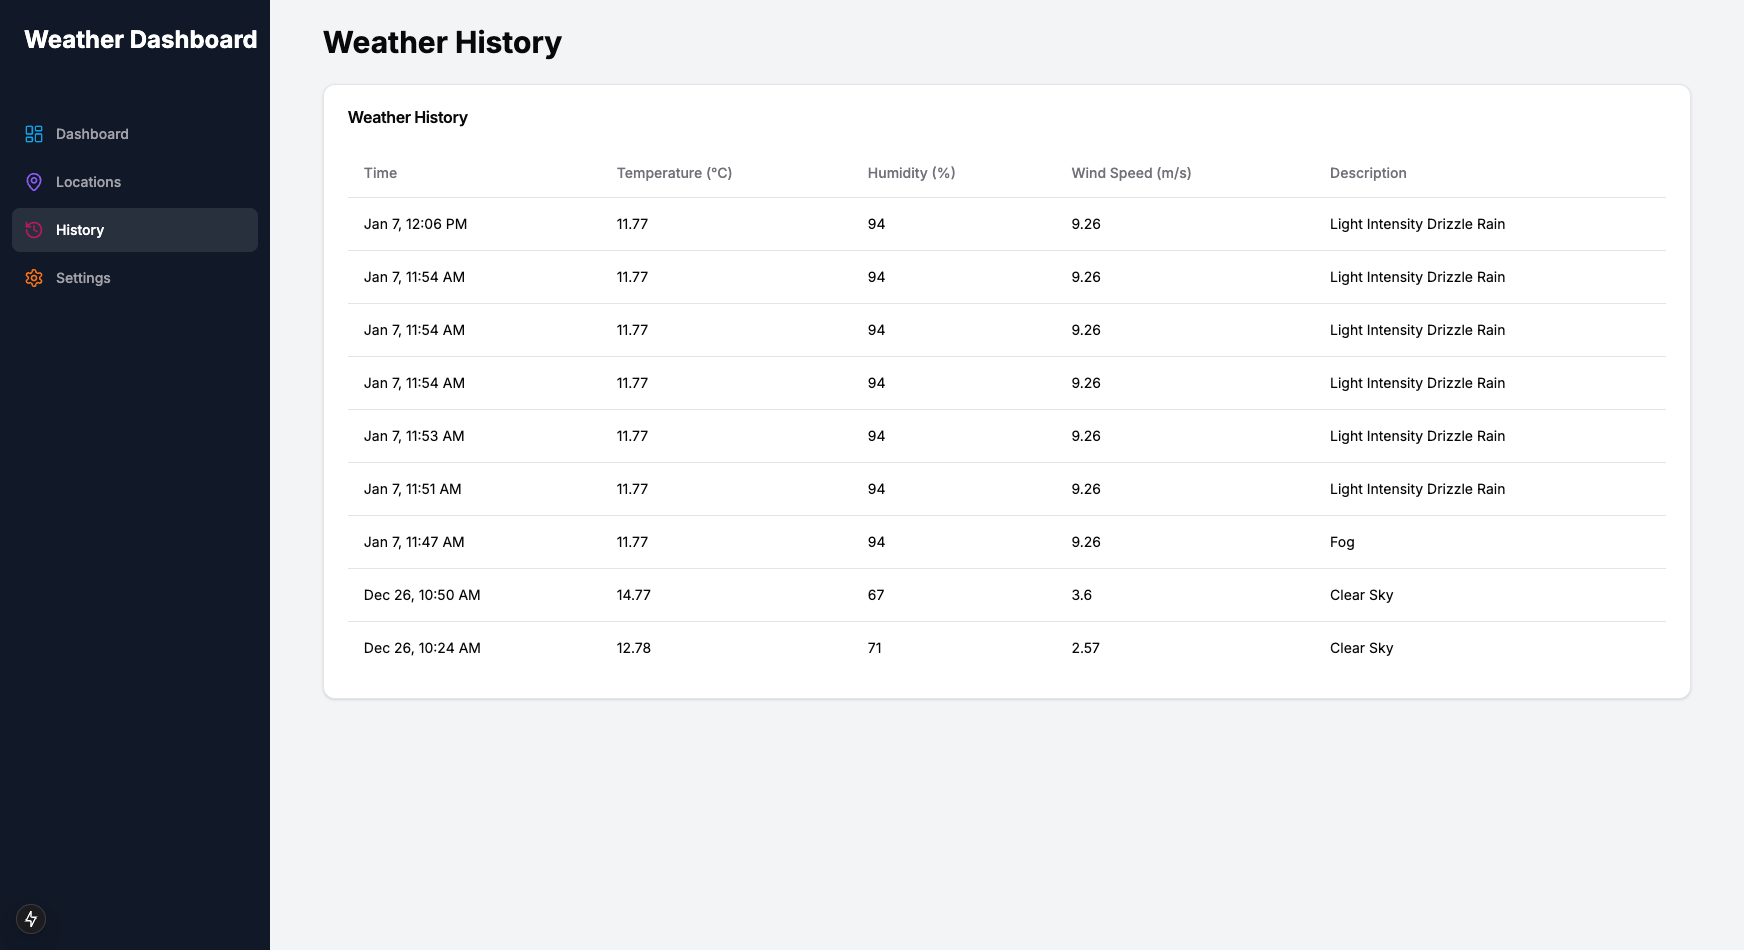 Weather Dashboard
Dashboard
Locations
History
Settings
Weather History
Weather History
Time Temperature (°C) Humidity (%) Wind Speed (m/s) Description
Jan 7, 12:06 PM 11.77 94 9.26 Light Intensity Drizzle Rain
Jan 7, 11:54 AM 11.77 94 9.26 Light Intensity Drizzle Rain
Jan 7, 11:54 AM 11.77 94 9.26 Light Intensity Drizzle Rain
Jan 7, 11:54 AM 11.77 94 9.26 Light Intensity Drizzle Rain
Jan 7, 11:53 AM 11.77 94 9.26 Light Intensity Drizzle Rain
Jan 7, 11:51 AM 11.77 94 9.26 Light Intensity Drizzle Rain
Jan 7, 11:47 AM 11.77 94 9.26 Fog
Dec 26, 10:50 AM 14.77 67 3.6 Clear Sky
Dec 26, 10:24 AM 12.78 71 2.57 Clear Sky